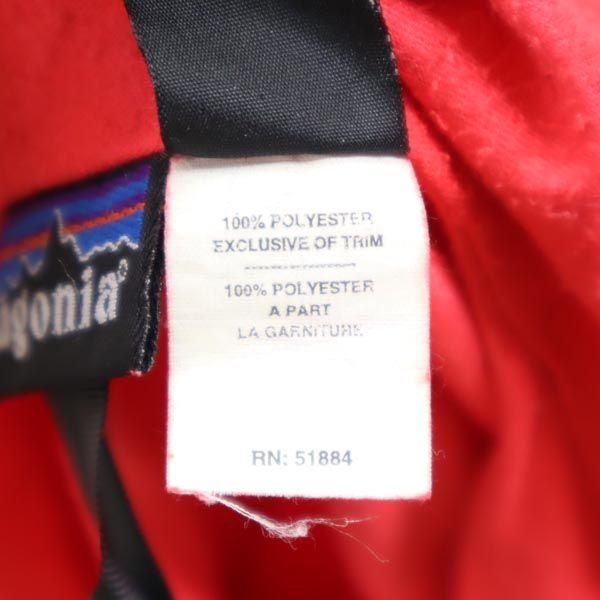 agonia®
100% POLYESTER
EXCLUSIVE OF TRIM
100% POLYESTER
A PART
LA GARNITURE
RN: 51884